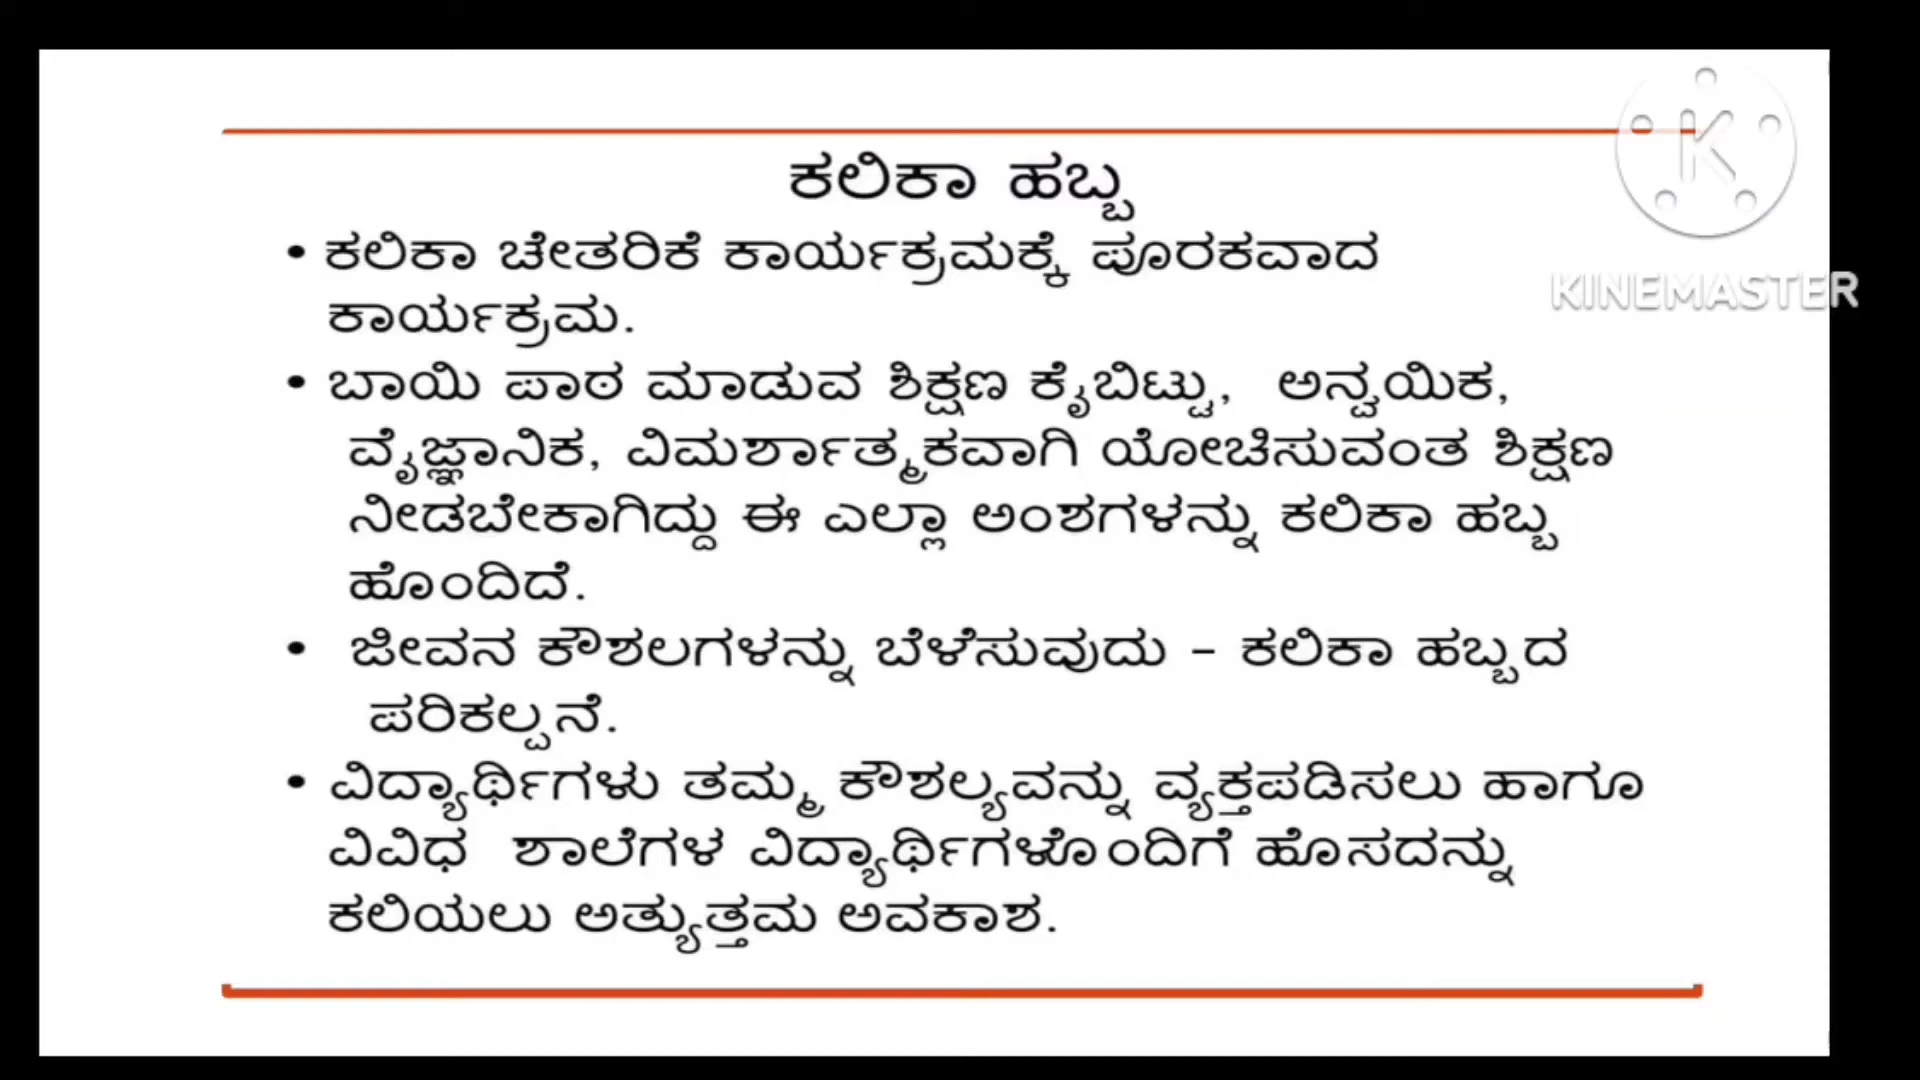 ಕಲಿಕಾ ಹಬ್ಬ
• ಕಲಿಕಾ ಚೇತರಿಕೆ ಕಾರ್ಯಕ್ರಮಕ್ಕೆ ಪೂರಕವಾದ
ಕಾರ್ಯಕ್ರಮ.
• ಬಾಯಿ ಪಾಠ ಮಾಡುವ ಶಿಕ್ಷಣ ಕೈಬಿಟ್ಟು, ಅನ್ವಯಿಕ,
ವೈಜ್ಞಾನಿಕ, ವಿಮರ್ಶಾತ್ಮಕವಾಗಿ ಯೋಚಿಸುವಂತ ಶಿಕ್ಷಣ
ನೀಡಬೇಕಾಗಿದ್ದು ಈ ಎಲ್ಲಾ ಅಂಶಗಳನ್ನು ಕಲಿಕಾ ಹಬ್ಬ
ಹೊಂದಿದೆ.
• ಜೀವನ ಕೌಶಲಗಳನ್ನು ಬೆಳೆಸುವುದು – ಕಲಿಕಾ ಹಬ್ಬದ
ಪರಿಕಲ್ಪನೆ.
• ವಿದ್ಯಾರ್ಥಿಗಳು ತಮ್ಮ ಕೌಶಲ್ಯವನ್ನು ವ್ಯಕ್ತಪಡಿಸಲು ಹಾಗೂ
ವಿವಿಧ ಶಾಲೆಗಳ ವಿದ್ಯಾರ್ಥಿಗಳೊಂದಿಗೆ ಹೊಸದನ್ನು
ಕಲಿಯಲು ಅತ್ಯುತ್ತಮ ಅವಕಾಶ.
K
KINEMASTER